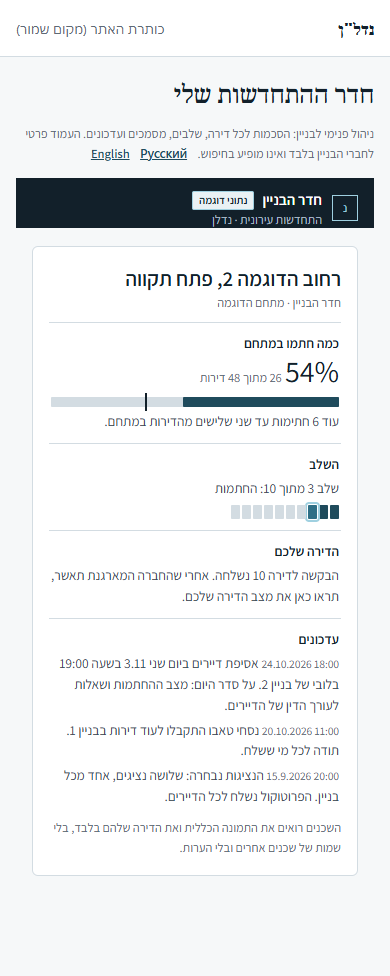 נדל"ן
כותרת האתר (מקום שמור)
חדר ההתחדשות שלי
ניהול פנימי לבניין: הסכמות לכל דירה, שלבים, מסמכים ועדכונים. העמוד פרטי
לחברי הבניין בלבד ואינו מופיע בחיפוש. Русский English
נ
חדר הבניין נתוני דוגמה
התחדשות עירונית · נדלן
רחוב הדוגמה 2, פתח תקווה
חדר הבניין · מתחם הדוגמה
כמה חתמו במתחם
54% 26 מתוך 48 דירות
עוד 6 חתימות עד שני שלישים מהדירות במתחם.
השלב
שלב 3 מתוך 10: החתמות
הדירה שלכם
הבקשה לדירה 10 נשלחה. אחרי שהחברה המארגנת תאשר,
תראו כאן את מצב הדירה שלכם.
עדכונים
24.10.2026 18:00 אסיפת דיירים ביום שני 3.11 בשעה 19:00
בלובי של בניין 2. על סדר היום: מצב ההחתמות ושאלות
לעורך הדין של הדיירים.
20.10.2026 11:00 נסחי טאבו התקבלו לעוד דירות בבניין 1.
תודה לכל מי ששלח.
15.9.2026 20:00 הנציגות נבחרה: שלושה נציגים, אחד מכל
בניין. הפרוטוקול נשלח לכל הדיירים.
השכנים רואים את התמונה הכללית ואת הדירה שלהם בלבד, בלי
שמות של שכנים אחרים ובלי הערות.